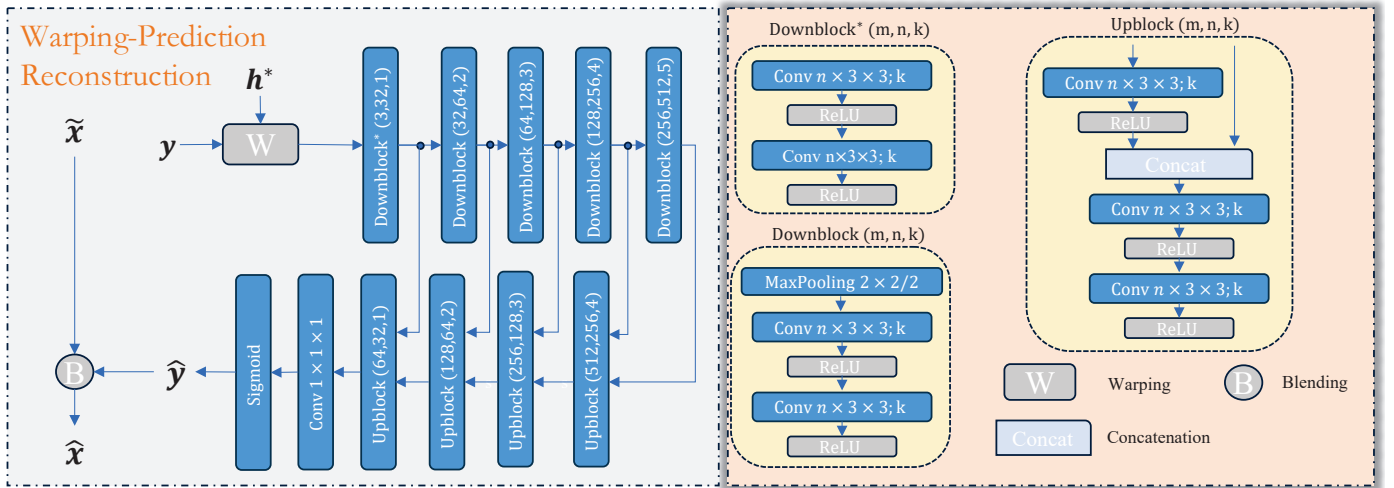 Warping-Prediction
Reconstruction
h*
x̃
y
W
Downblock* (3,32,1)
Downblock (32,64,2)
Downblock (64,128,3)
Downblock (128,256,4)
Downblock (256,512,5)
B
ŷ
x̂
Sigmoid
Conv 1 × 1 × 1
Upblock (64,32,1)
Upblock (128,64,2)
Upblock (256,128,3)
Upblock (512,256,4)
Downblock* (m, n, k)
Conv n × 3 × 3; k
ReLU
Conv n×3×3; k
ReLU
Downblock (m, n, k)
MaxPooling 2 × 2/2
Conv n × 3 × 3; k
ReLU
Conv n × 3 × 3; k
ReLU
Upblock (m, n, k)
Conv n × 3 × 3; k
ReLU
Concat
Conv n × 3 × 3; k
ReLU
Conv n × 3 × 3; k
ReLU
W Warping
B Blending
Concat Concatenation